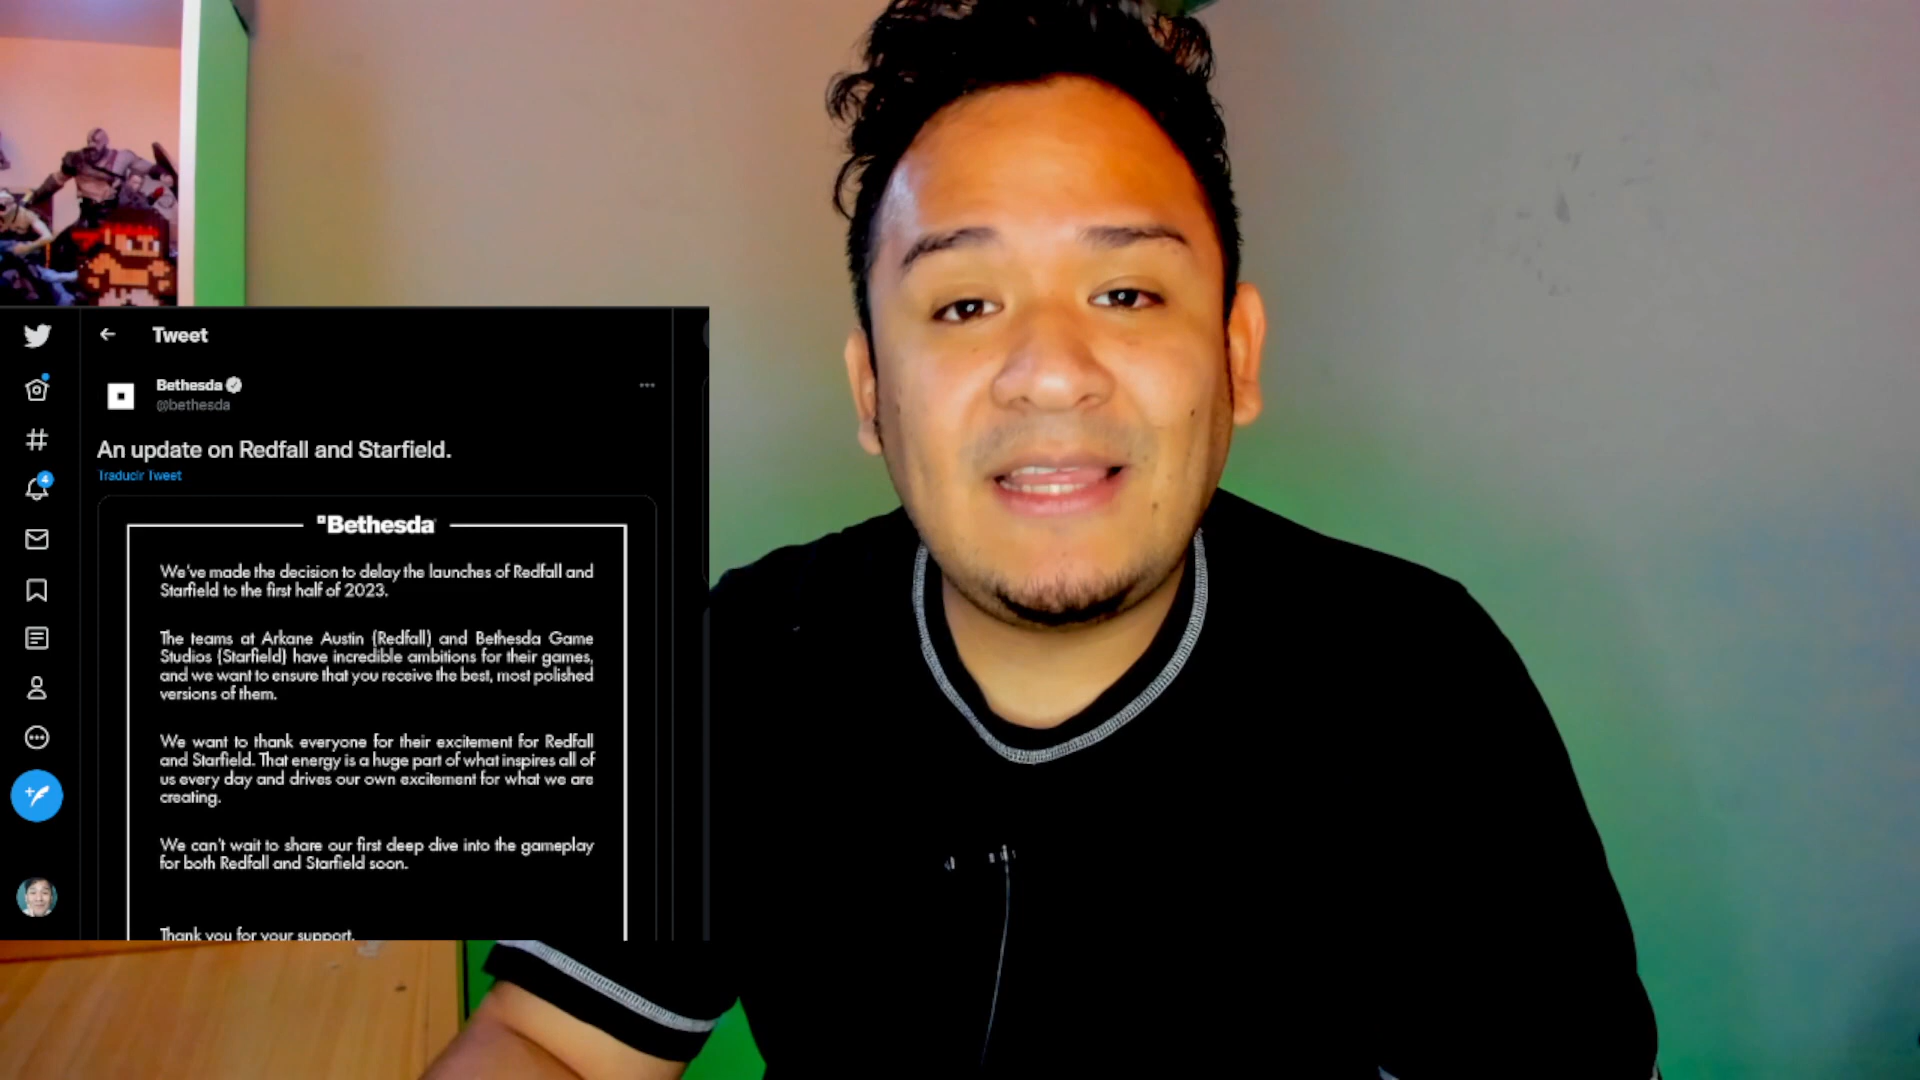 Tweet
Bethesda
@bethesda
An update on Redfall and Starfield.
Traducir Tweet
4
Bethesda
We've made the decision to delay the launches of Redfall and
Starfield to the first half of 2023.
The teams at Arkane Austin (Redfall) and Bethesda Game
Studios (Starfield) have incredible ambitions for their games,
and we want to ensure that you receive the best, most polished
versions of them.
We want to thank everyone for their excitement for Redfall
and Starfield. That energy is a huge part of what inspires all of
us every day and drives our own excitement for what we are
creating.
We can't wait to share our first deep dive into the gameplay
for both Redfall and Starfield soon.
Thank you for your support.